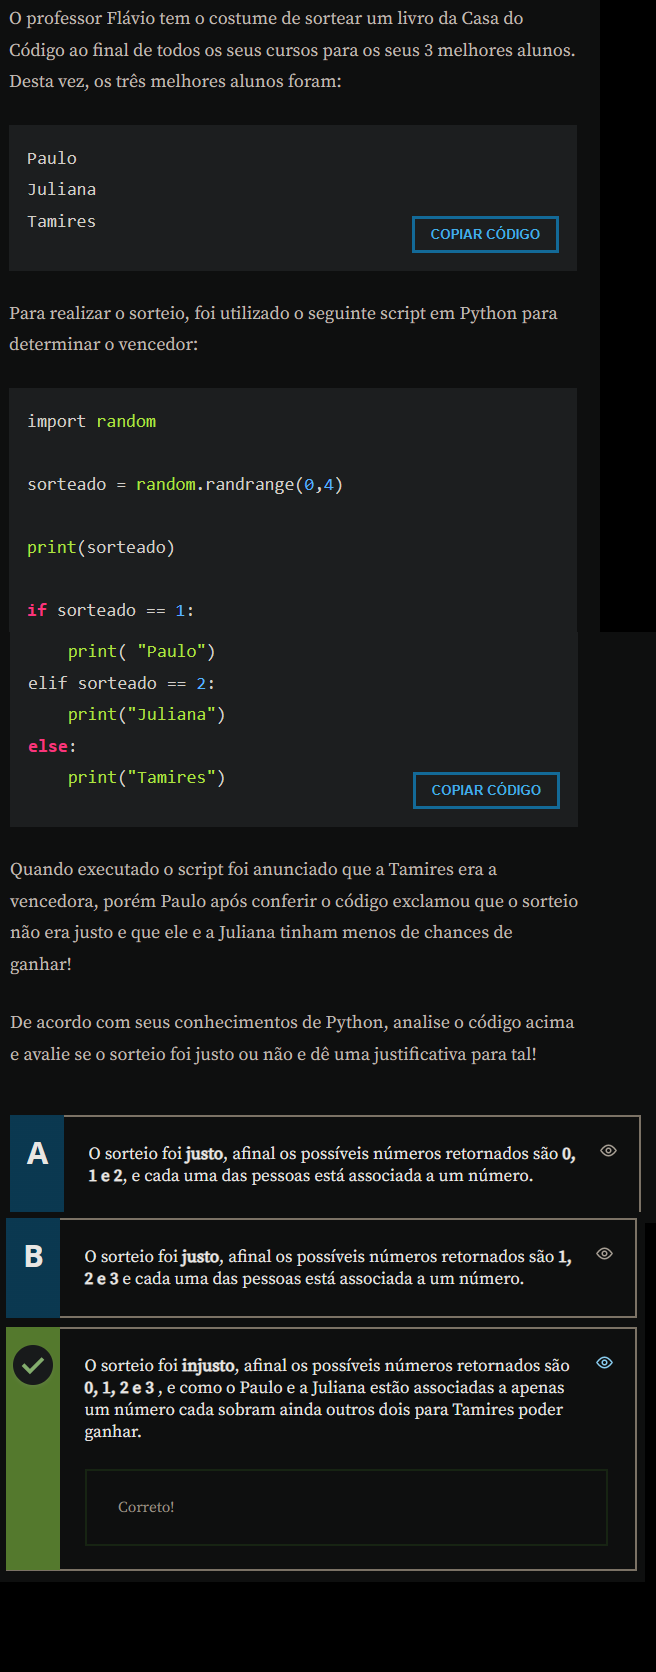 O professor Flávio tem o costume de sortear um livro da Casa do
Código ao final de todos os seus cursos para os seus 3 melhores alunos.
Desta vez, os três melhores alunos foram:
Paulo
Juliana
Tamires
COPIAR CÓDIGO
Para realizar o sorteio, foi utilizado o seguinte script em Python para
determinar o vencedor:
import random
sorteado = random.randrange(0,4)
print(sorteado)
if sorteado == 1:
    print( "Paulo")
elif sorteado == 2:
    print("Juliana")
else:
    print("Tamires")
COPIAR CÓDIGO
Quando executado o script foi anunciado que a Tamires era a
vencedora, porém Paulo após conferir o código exclamou que o sorteio
não era justo e que ele e a Juliana tinham menos de chances de
ganhar!
De acordo com seus conhecimentos de Python, analise o código acima
e avalie se o sorteio foi justo ou não e dê uma justificativa para tal!
A
O sorteio foi justo, afinal os possíveis números retornados são 0,
1 e 2, e cada uma das pessoas está associada a um número.
B
O sorteio foi justo, afinal os possíveis números retornados são 1,
2 e 3 e cada uma das pessoas está associada a um número.
O sorteio foi injusto, afinal os possíveis números retornados são
0, 1, 2 e 3 , e como o Paulo e a Juliana estão associadas a apenas
um número cada sobram ainda outros dois para Tamires poder
ganhar.
Correto!